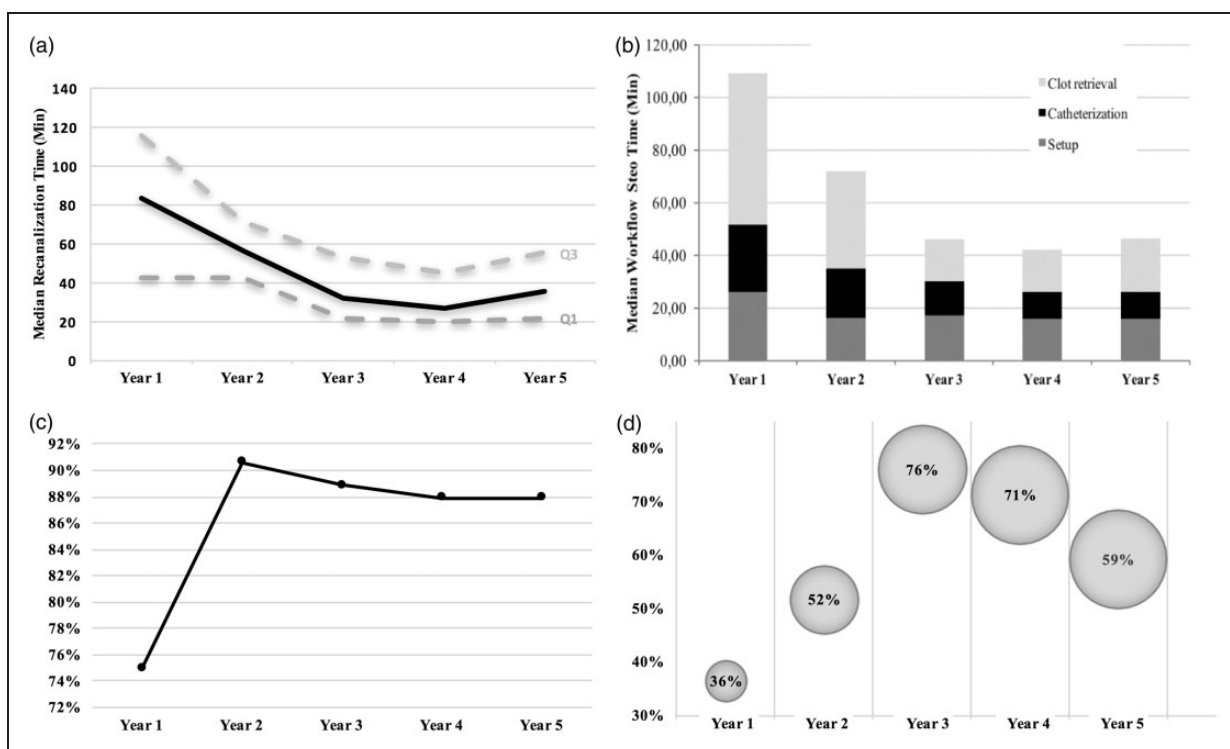 (a)
Median Recanalization Time (Min)
140
120
100
80
60
40
20
0
Q3
Q1
Year 1 Year 2 Year 3 Year 4 Year 5
(b)
Median Workflow Steo Time (Min)
120,00
100,00
80,00
60,00
40,00
20,00
0,00
Clot retrieval
Catheterization
Setup
Year 1 Year 2 Year 3 Year 4 Year 5
(c)
92%
90%
88%
86%
84%
82%
80%
78%
76%
74%
72%
Year 1 Year 2 Year 3 Year 4 Year 5
(d)
80%
70%
60%
50%
40%
30%
36%
52%
76%
71%
59%
Year 1 Year 2 Year 3 Year 4 Year 5